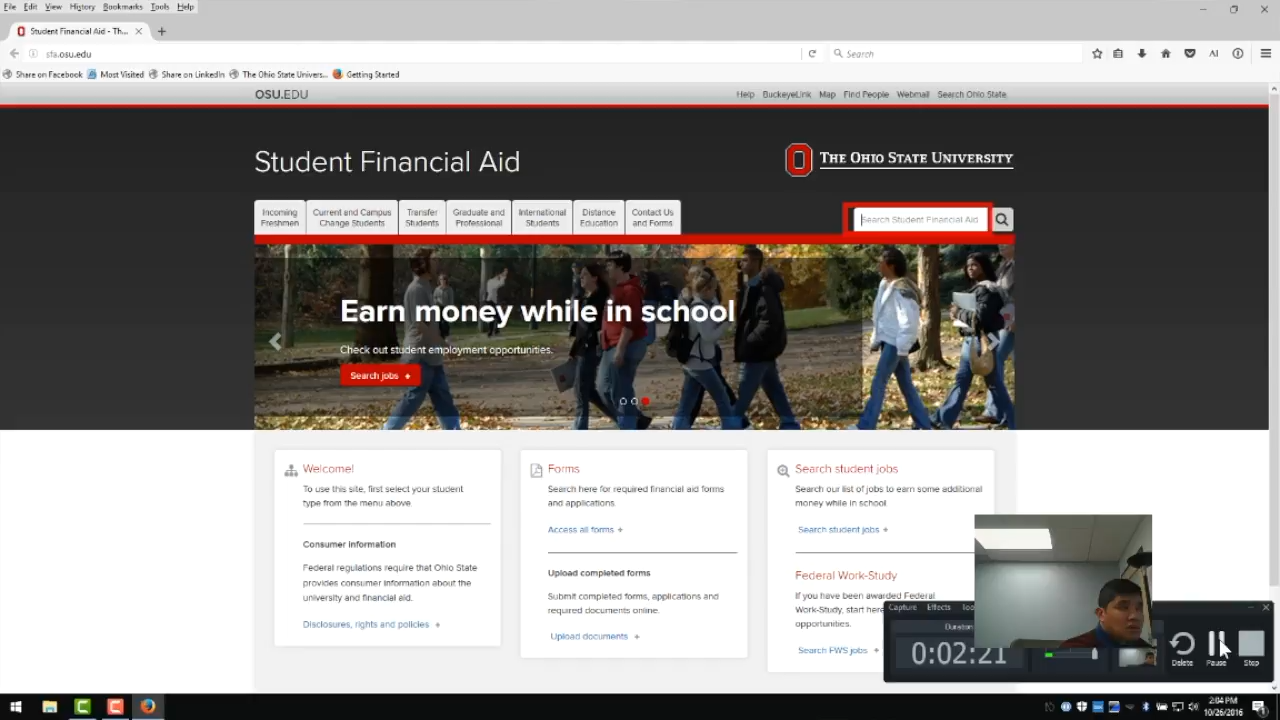 File Edit View History Bookmarks Tools Help
Student Financial Aid - Th...
sfa.osu.edu
Search
Share on Facebook Most Visited Share on LinkedIn The Ohio State Univers... Getting Started
OSU.EDU
Help BuckeyeLink Map Find People Webmail Search Ohio State
Student Financial Aid
THE OHIO STATE UNIVERSITY
Incoming Freshmen
Current and Campus Change Students
Transfer Students
Graduate and Professional
International Students
Distance Education
Contact Us and Forms
Search Student Financial Aid
Earn money while in school
Check out student employment opportunities.
Search jobs +
Welcome!
To use this site, first select your student
type from the menu above.
Consumer information
Federal regulations require that Ohio State
provides consumer information about the
university and financial aid.
Disclosures, rights and policies +
Forms
Search here for required financial aid forms
and applications.
Access all forms +
Upload completed forms
Submit completed forms, applications and
required documents online.
Upload documents +
Search student jobs
Search our list of jobs to earn some additional
money while in school.
Search student jobs +
Federal Work-Study
If you have been awarded Federal
Work-Study, start here
opportunities.
Search FWS jobs +
Capture Effects
Duration
0:02:21
Delete Pause Stop
2:04 PM
10/26/2016